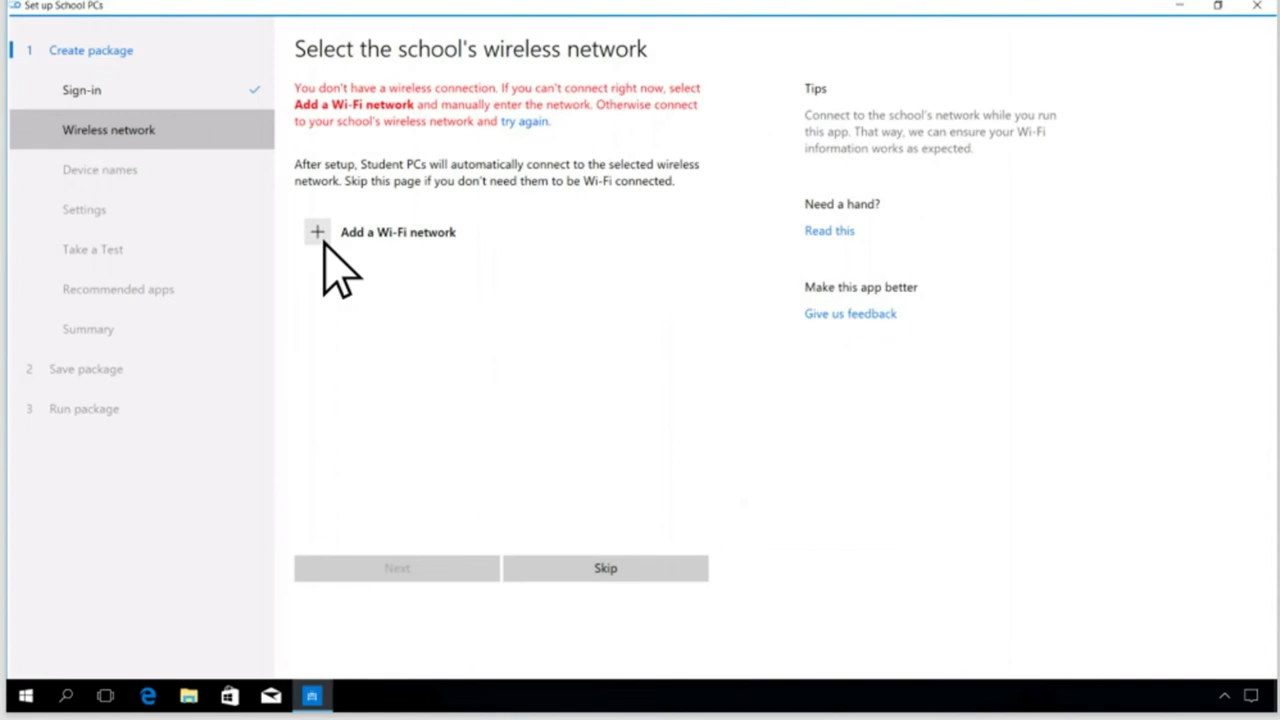 Set up School PCs
1 Create package
Sign-in
Wireless network
Device names
Settings
Take a Test
Recommended apps
Summary
2 Save package
3 Run package
Select the school's wireless network
You don't have a wireless connection. If you can't connect right now, select
Add a Wi-Fi network and manually enter the network. Otherwise connect
to your school's wireless network and try again.
After setup, Student PCs will automatically connect to the selected wireless
network. Skip this page if you don't need them to be Wi-Fi connected.
Add a Wi-Fi network
Next
Skip
Tips
Connect to the school's network while you run
this app. That way, we can ensure your Wi-Fi
information works as expected.
Need a hand?
Read this
Make this app better
Give us feedback